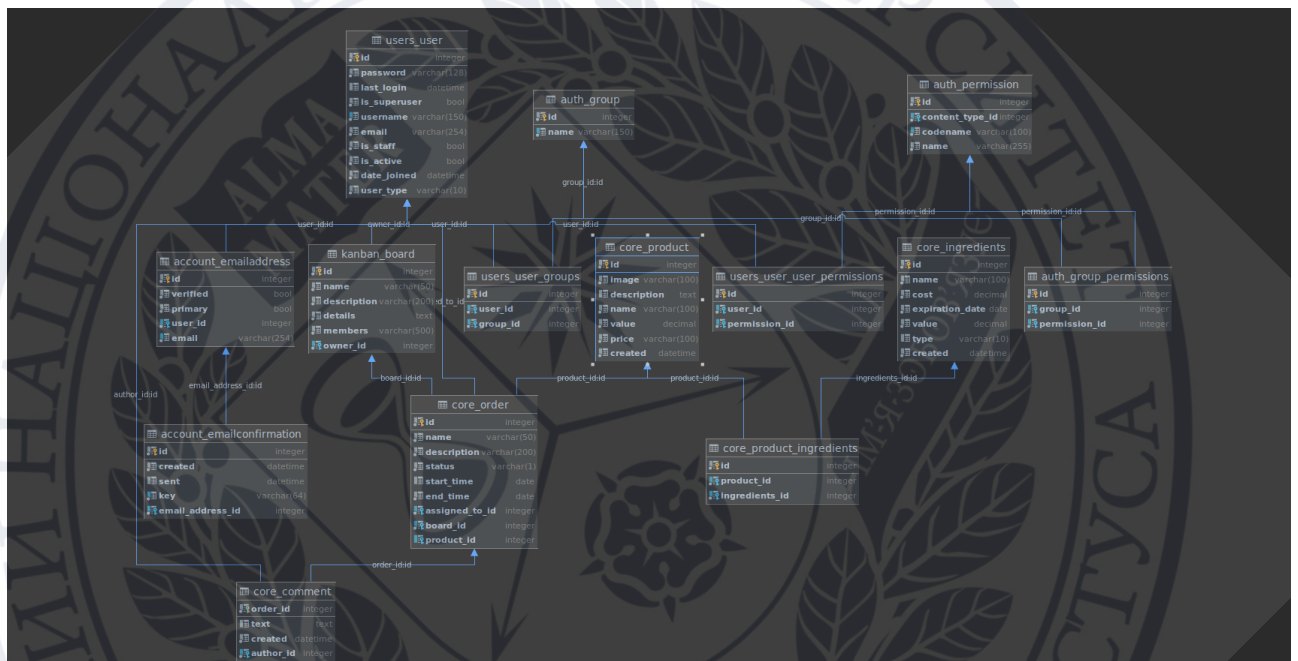 users_user
id integer
password varchar(128)
last_login datetime
is_superuser bool
username varchar(150)
email varchar(254)
is_staff bool
is_active bool
date_joined datetime
user_type varchar(10)
auth_group
id integer
name varchar(150)
auth_permission
id integer
content_type_id integer
codename varchar(100)
name varchar(255)
group_id:id
user_id:id
owner_id:id
user_id:id
user_id:id
group_id:id
permission_id:id
permission_id:id
account_emailaddress
id integer
verified bool
primary bool
user_id integer
email varchar(254)
kanban_board
id integer
name varchar(50)
description varchar(200)
details text
members varchar(500)
owner_id integer
d_to_id
users_user_groups
id integer
user_id integer
group_id integer
core_product
id integer
image varchar(100)
description text
name varchar(100)
value decimal
price varchar(100)
created datetime
users_user_user_permissions
id integer
user_id integer
permission_id integer
core_ingredients
id integer
name varchar(100)
cost decimal
expiration_date date
value decimal
type varchar(10)
created datetime
auth_group_permissions
id integer
group_id integer
permission_id integer
email_address_id:id
author_id:id
board_id:id
product_id:id
product_id:id
ingredients_id:id
account_emailconfirmation
id integer
created datetime
sent datetime
key varchar(64)
email_address_id integer
core_order
id integer
name varchar(50)
description varchar(200)
status varchar(1)
start_time date
end_time date
assigned_to_id integer
board_id integer
product_id integer
core_product_ingredients
id integer
product_id integer
ingredients_id integer
order_id:id
core_comment
order_id integer
text text
created datetime
author_id integer